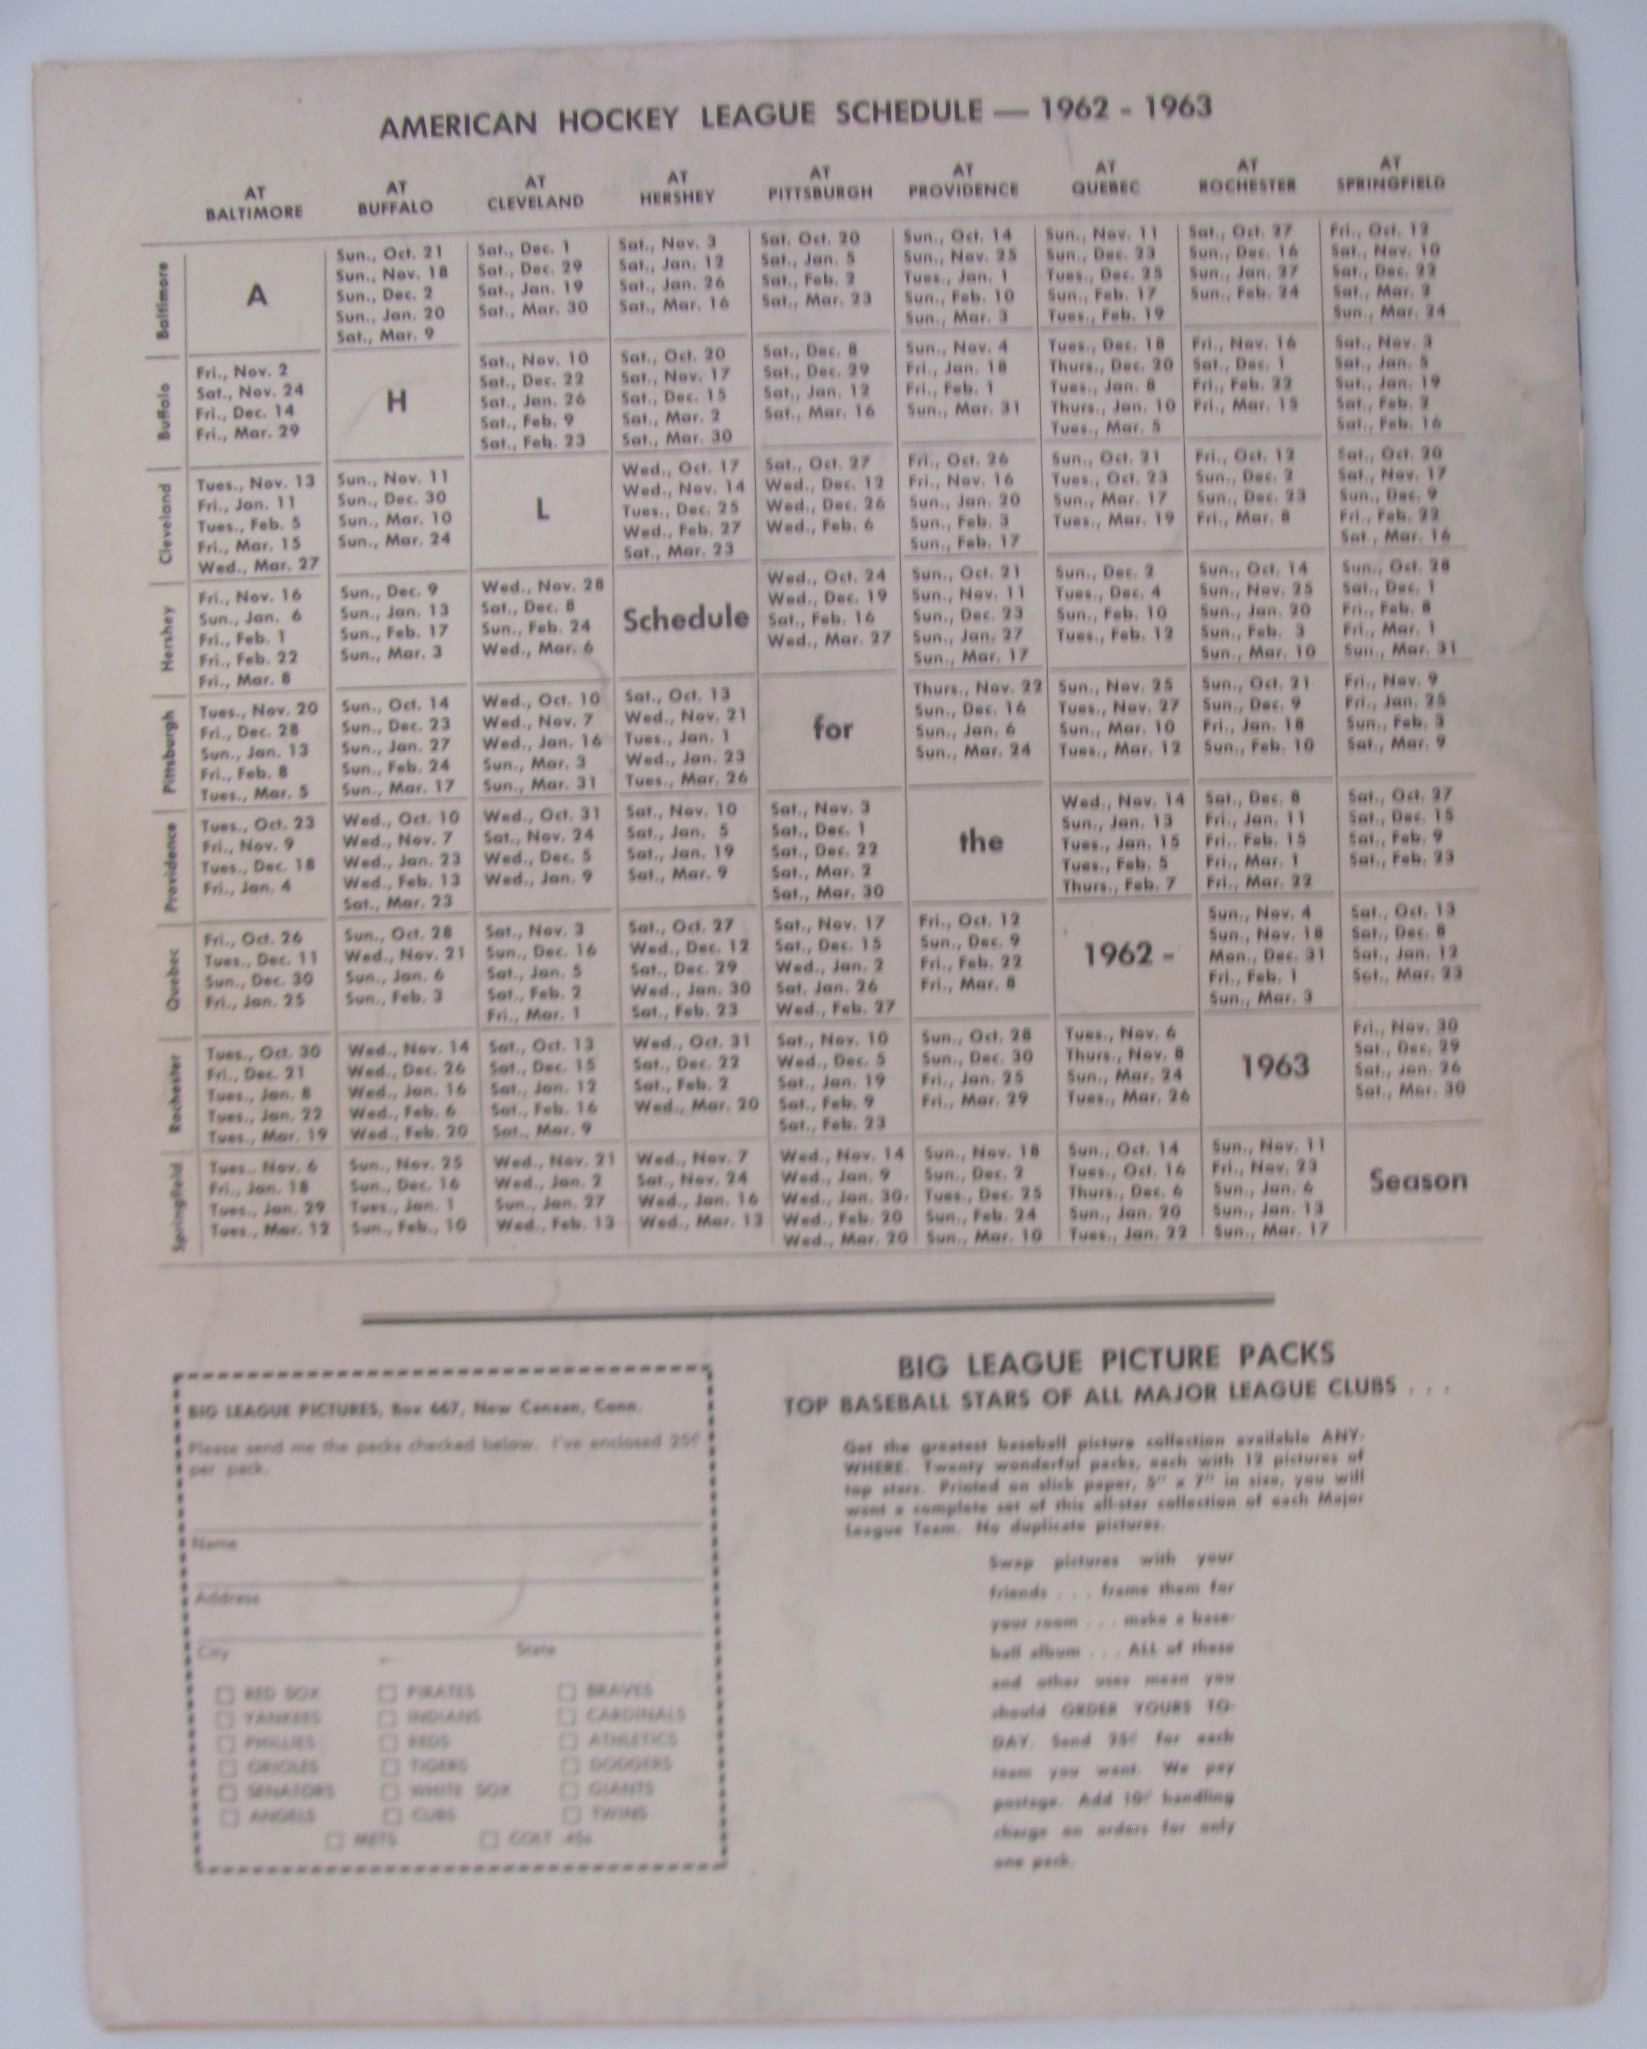 AMERICAN HOCKEY LEAGUE SCHEDULE — 1962 - 1963
AT BALTIMORE
AT BUFFALO
AT CLEVELAND
AT HERSHEY
AT PITTSBURGH
AT PROVIDENCE
AT QUEBEC
AT ROCHESTER
AT SPRINGFIELD
Baltimore
A
Sun., Oct. 21
Sun., Nov. 18
Sun., Dec. 2
Sun., Jan. 20
Sat., Mar. 9
Sat., Dec. 1
Sat., Dec. 29
Sat., Jan. 19
Sat., Mar. 30
Sat., Nov. 3
Sat., Jan. 12
Sat., Jan. 26
Sat., Mar. 16
Sat. Oct. 20
Sat., Jan. 5
Sat., Feb. 2
Sat., Mar. 23
Sun., Oct. 14
Sun., Nov. 25
Tues., Jan. 1
Sun., Feb. 10
Sun., Mar. 3
Sun., Nov. 11
Sun., Dec. 23
Tues., Dec. 25
Sun., Feb. 17
Tues., Feb. 19
Sat., Oct. 27
Sun., Dec. 16
Sun., Jan. 27
Sun., Feb. 24
Fri., Oct. 12
Sat., Nov. 10
Sat., Dec. 22
Sat., Mar. 2
Sun., Mar. 24
Buffalo
Fri., Nov. 2
Sat., Nov. 24
Fri., Dec. 14
Fri., Mar. 29
H
Sat., Nov. 10
Sat., Dec. 22
Sat., Jan. 26
Sat., Feb. 9
Sat., Feb. 23
Sat., Oct. 20
Sat., Nov. 17
Sat., Dec. 15
Sat., Mar. 2
Sat., Mar. 30
Sat., Dec. 8
Sat., Dec. 29
Sat., Jan. 12
Sat., Mar. 16
Sun., Nov. 4
Fri., Jan. 18
Fri., Feb. 1
Sun., Mar. 31
Tues., Dec. 18
Thurs., Dec. 20
Tues., Jan. 8
Thurs., Jan. 10
Tues., Mar. 5
Fri., Nov. 16
Sat., Dec. 1
Fri., Feb. 22
Fri., Mar. 15
Sat., Nov. 3
Sat., Jan. 5
Sat., Jan. 19
Sat., Feb. 2
Sat., Feb. 16
Cleveland
Tues., Nov. 13
Fri., Jan. 11
Tues., Feb. 5
Fri., Mar. 15
Wed., Mar. 27
Sun., Nov. 11
Sun., Dec. 30
Sun., Mar. 10
Sun., Mar. 24
L
Wed., Oct. 17
Wed., Nov. 14
Tues., Dec. 25
Wed., Feb. 27
Sat., Mar. 23
Sat., Oct. 27
Wed., Dec. 12
Wed., Dec. 26
Wed., Feb. 6
Fri., Oct. 26
Fri., Nov. 16
Sun., Jan. 20
Sun., Feb. 3
Sun., Feb. 17
Sun., Oct. 21
Tues., Oct. 23
Sun., Mar. 17
Tues., Mar. 19
Fri., Oct. 12
Sun., Dec. 2
Sun., Dec. 23
Fri., Mar. 8
Sat., Oct. 20
Sat., Nov. 17
Sun., Dec. 9
Fri., Feb. 22
Sat., Mar. 16
Hershey
Fri., Nov. 16
Sun., Jan. 6
Fri., Feb. 1
Fri., Feb. 22
Fri., Mar. 8
Sun., Dec. 9
Sun., Jan. 13
Sun., Feb. 17
Sun., Mar. 3
Wed., Nov. 28
Sat., Dec. 8
Sun., Feb. 24
Wed., Mar. 6
Schedule
Wed., Oct. 24
Wed., Dec. 19
Sat., Feb. 16
Wed., Mar. 27
Sun., Oct. 21
Sun., Nov. 11
Sun., Dec. 23
Sun., Jan. 27
Sun., Mar. 17
Sun., Dec. 2
Tues., Dec. 4
Sun., Feb. 10
Tues., Feb. 12
Sun., Oct. 14
Sun., Nov. 25
Sun., Jan. 20
Sun., Feb. 3
Sun., Mar. 10
Sun., Oct. 28
Sat., Dec. 1
Fri., Feb. 8
Fri., Mar. 1
Sun., Mar. 31
Pittsburgh
Tues., Nov. 20
Fri., Dec. 28
Sun., Jan. 13
Fri., Feb. 8
Tues., Mar. 5
Sun., Oct. 14
Sun., Dec. 23
Sun., Jan. 27
Sun., Feb. 24
Sun., Mar. 17
Wed., Oct. 10
Wed., Nov. 7
Wed., Jan. 16
Sun., Mar. 3
Sun., Mar. 31
Sat., Oct. 13
Wed., Nov. 21
Tues., Jan. 1
Wed., Jan. 23
Tues., Mar. 26
for
Thurs., Nov. 22
Sun., Dec. 16
Sun., Jan. 6
Sun., Mar. 24
Sun., Nov. 25
Tues., Nov. 27
Sun., Mar. 10
Tues., Mar. 12
Sun., Oct. 21
Sun., Dec. 9
Fri., Jan. 18
Sun., Feb. 10
Fri., Nov. 9
Fri., Jan. 25
Sun., Feb. 3
Sat., Mar. 9
Providence
Tues., Oct. 23
Fri., Nov. 9
Tues., Dec. 18
Fri., Jan. 4
Wed., Oct. 10
Wed., Nov. 7
Wed., Jan. 23
Wed., Feb. 13
Sat., Mar. 23
Wed., Oct. 31
Sat., Nov. 24
Wed., Dec. 5
Wed., Jan. 9
Sat., Nov. 10
Sat., Jan. 5
Sat., Jan. 19
Sat., Mar. 9
Sat., Nov. 3
Sat., Dec. 1
Sat., Dec. 22
Sat., Mar. 2
Sat., Mar. 30
the
Wed., Nov. 14
Sun., Jan. 13
Tues., Jan. 15
Tues., Feb. 5
Thurs., Feb. 7
Sat., Dec. 8
Fri., Jan. 11
Fri., Feb. 15
Fri., Mar. 1
Fri., Mar. 22
Sat., Oct. 27
Sat., Dec. 15
Sat., Feb. 9
Sat., Feb. 23
Quebec
Fri., Oct. 26
Tues., Dec. 11
Sun., Dec. 30
Fri., Jan. 25
Sun., Oct. 28
Wed., Nov. 21
Sun., Jan. 6
Sun., Feb. 3
Sat., Nov. 3
Sun., Dec. 16
Sat., Jan. 5
Sat., Feb. 2
Fri., Mar. 1
Sat., Oct. 27
Wed., Dec. 12
Sat., Dec. 29
Wed., Jan. 30
Sat., Feb. 23
Sat., Nov. 17
Sat., Dec. 15
Wed., Jan. 2
Sat. Jan. 26
Wed., Feb. 27
Fri., Oct. 12
Sun., Dec. 9
Fri., Feb. 22
Fri., Mar. 8
1962 -
Sun., Nov. 4
Sun., Nov. 18
Mon., Dec. 31
Fri., Feb. 1
Sun., Mar. 3
Sat., Oct. 13
Sat., Dec. 8
Sat., Jan. 12
Sat., Mar. 23
Rochester
Tues., Oct. 30
Fri., Dec. 21
Tues., Jan. 8
Tues., Jan. 22
Tues., Mar. 19
Wed., Nov. 14
Wed., Dec. 26
Wed., Jan. 16
Wed., Feb. 6
Wed., Feb. 20
Sat., Oct. 13
Sat., Dec. 15
Sat., Jan. 12
Sat., Feb. 16
Sat., Mar. 9
Wed., Oct. 31
Sat., Dec. 22
Sat., Feb. 2
Wed., Mar. 20
Sat., Nov. 10
Wed., Dec. 5
Sat., Jan. 19
Sat., Feb. 9
Sat., Feb. 23
Sun., Oct. 28
Sun., Dec. 30
Fri., Jan. 25
Fri., Mar. 29
Tues., Nov. 6
Thurs., Nov. 8
Sun., Mar. 24
Tues., Mar. 26
1963
Fri., Nov. 30
Sat., Dec. 29
Sat., Jan. 26
Sat., Mar. 30
Springfield
Tues., Nov. 6
Fri., Jan. 18
Tues., Jan. 29
Tues., Mar. 12
Sun., Nov. 25
Sun., Dec. 16
Tues., Jan. 1
Sun., Feb., 10
Wed., Nov. 21
Wed., Jan. 2
Sun., Jan. 27
Wed., Feb. 13
Wed., Nov. 7
Sat., Nov. 24
Wed., Jan. 16
Wed., Mar. 13
Wed., Nov. 14
Wed., Jan. 9
Wed., Jan. 30
Wed., Feb. 20
Wed., Mar. 20
Sun., Nov. 18
Sun., Dec. 2
Tues., Dec. 25
Sun., Feb. 24
Sun., Mar. 10
Sun., Oct. 14
Tues., Oct. 16
Thurs., Dec. 6
Sun., Jan. 20
Tues., Jan. 22
Sun., Nov. 11
Fri., Nov. 23
Sun., Jan. 6
Sun., Jan. 13
Sun., Mar. 17
Season
BIG LEAGUE PICTURES, Box 667, New Canaan, Conn.
Please send me the packs checked below. I've enclosed 25¢
per pack.
Name
Address
City State
RED SOX PIRATES BRAVES
YANKEES INDIANS CARDINALS
PHILLIES REDS ATHLETICS
ORIOLES TIGERS DODGERS
SENATORS WHITE SOX GIANTS
ANGELS CUBS TWINS
METS COLT .45s
BIG LEAGUE PICTURE PACKS
TOP BASEBALL STARS OF ALL MAJOR LEAGUE CLUBS . . .
Get the greatest baseball picture collection available ANY-
WHERE. Twenty wonderful packs, each with 12 pictures of
top stars. Printed on slick paper, 5" x 7" in size, you will
want a complete set of this all-star collection of each Major
League Team. No duplicate pictures.
Swap pictures with your
friends . . . frame them for
your room . . . make a base-
ball album . . . ALL of these
and other uses mean you
should ORDER YOURS TO-
DAY. Send 25¢ for each
team you want. We pay
postage. Add 10¢ handling
charge on orders for only
one pack.